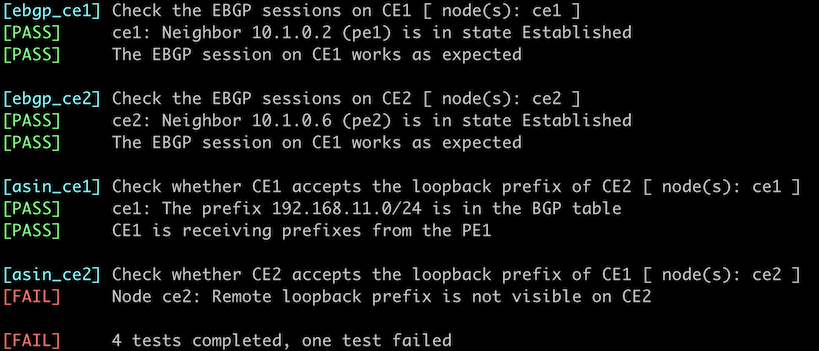 [ebgp_ce1] Check the EBGP sessions on CE1 [ node(s): ce1 ]
[PASS] ce1: Neighbor 10.1.0.2 (pe1) is in state Established
[PASS] The EBGP session on CE1 works as expected
[ebgp_ce2] Check the EBGP sessions on CE2 [ node(s): ce2 ]
[PASS] ce2: Neighbor 10.1.0.6 (pe2) is in state Established
[PASS] The EBGP session on CE1 works as expected
[asin_ce1] Check whether CE1 accepts the loopback prefix of CE2 [ node(s): ce1 ]
[PASS] ce1: The prefix 192.168.11.0/24 is in the BGP table
[PASS] CE1 is receiving prefixes from the PE1
[asin_ce2] Check whether CE2 accepts the loopback prefix of CE1 [ node(s): ce2 ]
[FAIL] Node ce2: Remote loopback prefix is not visible on CE2
[FAIL] 4 tests completed, one test failed